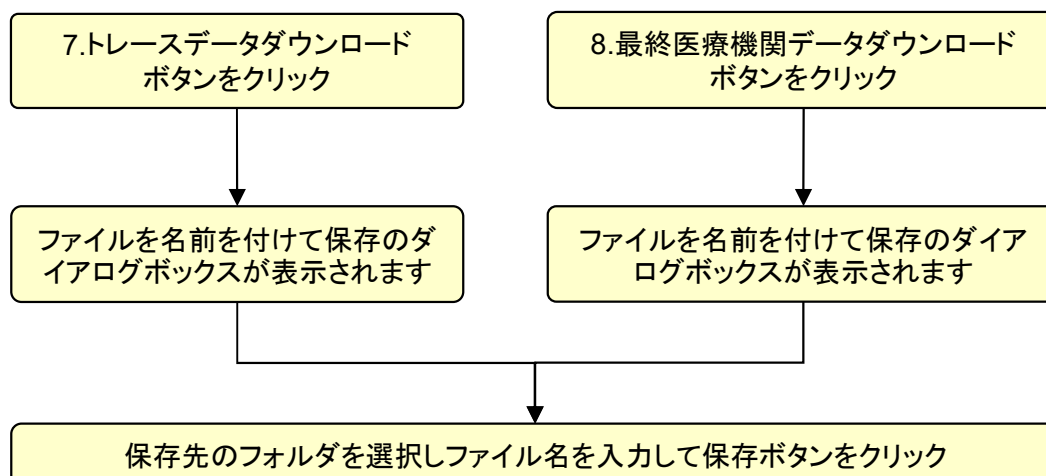 7.トレースデータダウンロード
ボタンをクリック
8.最終医療機関データダウンロード
ボタンをクリック
ファイルを名前を付けて保存のダ
イアログボックスが表示されます
ファイルを名前を付けて保存のダイア
ログボックスが表示されます
保存先のフォルダを選択しファイル名を入力して保存ボタンをクリック